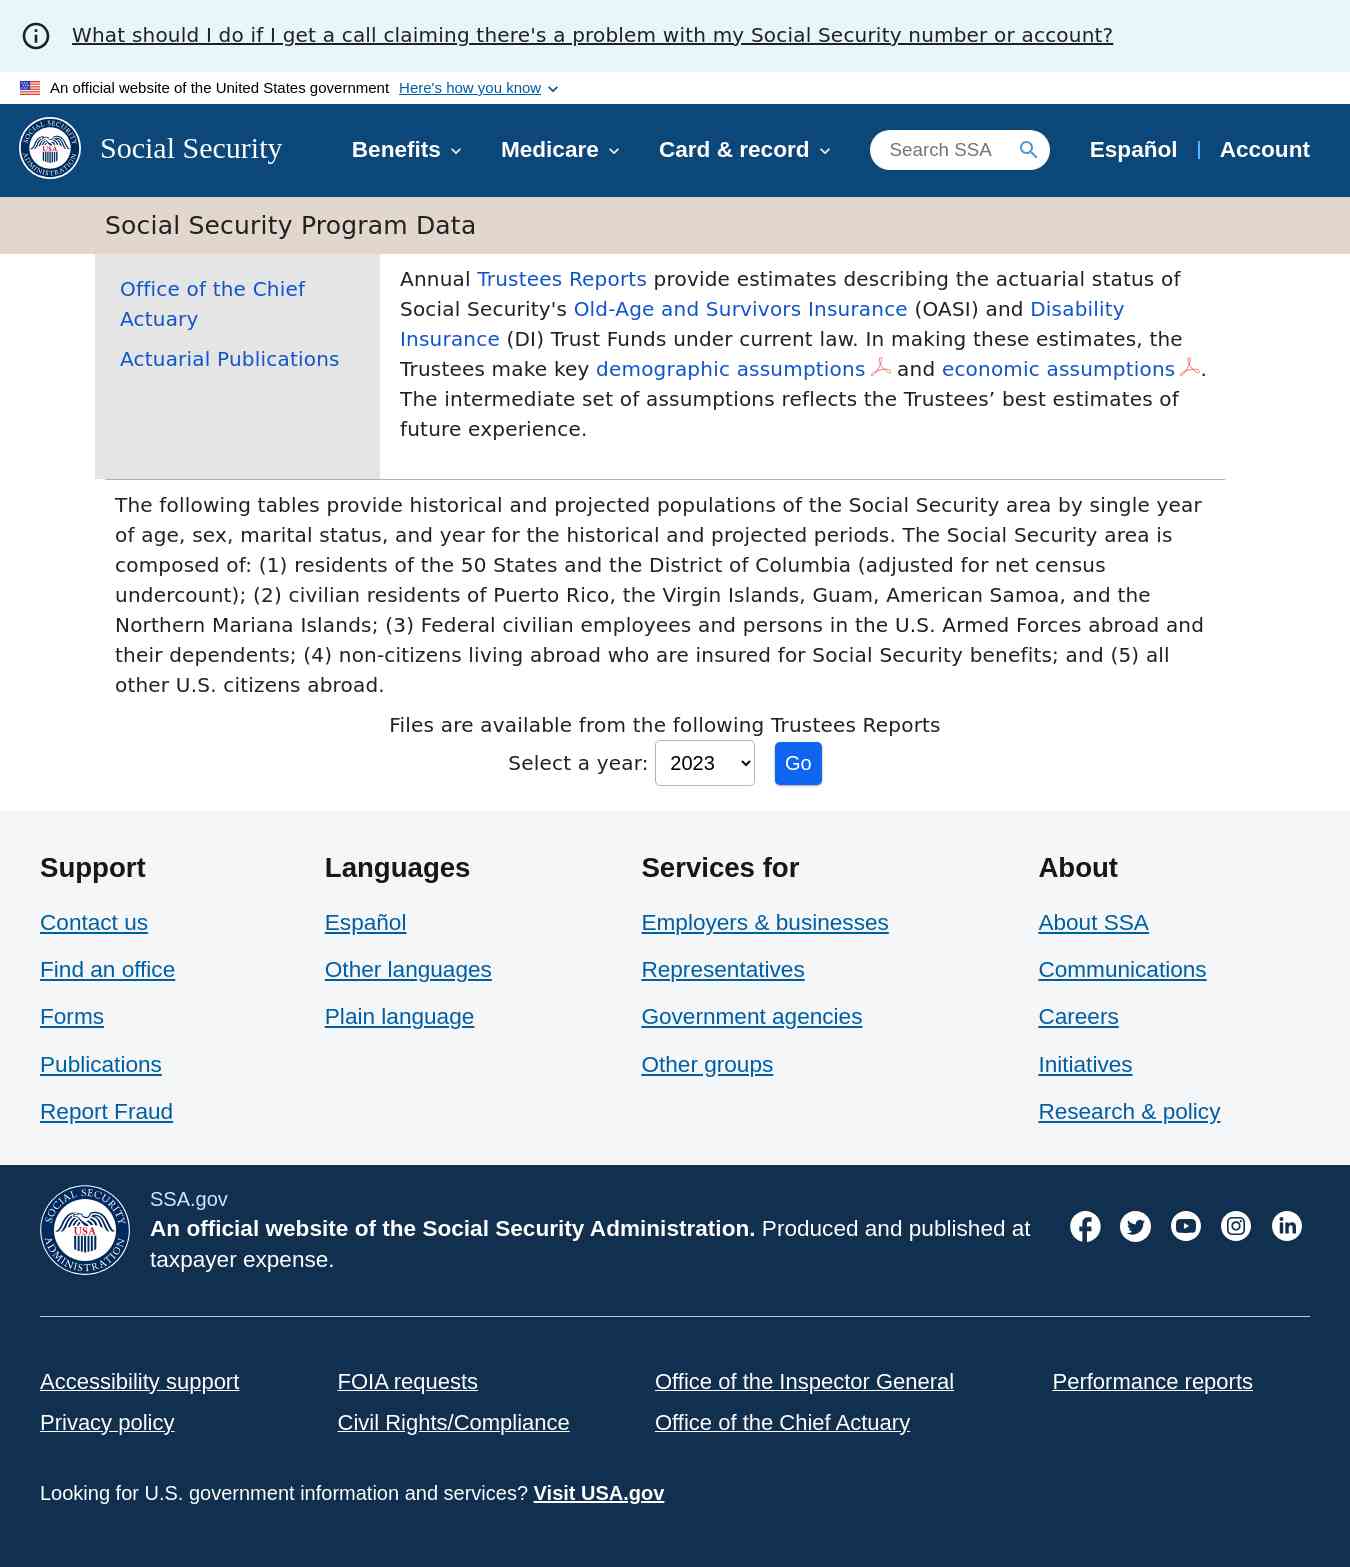 What should I do if I get a call claiming there's a problem with my Social Security number or account?
An official website of the United States government Here's how you know
Social Security Benefits Medicare Card & record Search SSA Español Account
Social Security Program Data
Office of the Chief
Actuary
Actuarial Publications
Annual Trustees Reports provide estimates describing the actuarial status of
Social Security's Old-Age and Survivors Insurance (OASI) and Disability
Insurance (DI) Trust Funds under current law. In making these estimates, the
Trustees make key demographic assumptions and economic assumptions.
The intermediate set of assumptions reflects the Trustees’ best estimates of
future experience.
The following tables provide historical and projected populations of the Social Security area by single year
of age, sex, marital status, and year for the historical and projected periods. The Social Security area is
composed of: (1) residents of the 50 States and the District of Columbia (adjusted for net census
undercount); (2) civilian residents of Puerto Rico, the Virgin Islands, Guam, American Samoa, and the
Northern Mariana Islands; (3) Federal civilian employees and persons in the U.S. Armed Forces abroad and
their dependents; (4) non-citizens living abroad who are insured for Social Security benefits; and (5) all
other U.S. citizens abroad.
Files are available from the following Trustees Reports
Select a year: 2023 Go
Support
Contact us
Find an office
Forms
Publications
Report Fraud
Languages
Español
Other languages
Plain language
Services for
Employers & businesses
Representatives
Government agencies
Other groups
About
About SSA
Communications
Careers
Initiatives
Research & policy
SOCIAL SECURITY
USA
ADMINISTRATION
SSA.gov
An official website of the Social Security Administration. Produced and published at
taxpayer expense.
Accessibility support
Privacy policy
FOIA requests
Civil Rights/Compliance
Office of the Inspector General
Office of the Chief Actuary
Performance reports
Looking for U.S. government information and services? Visit USA.gov